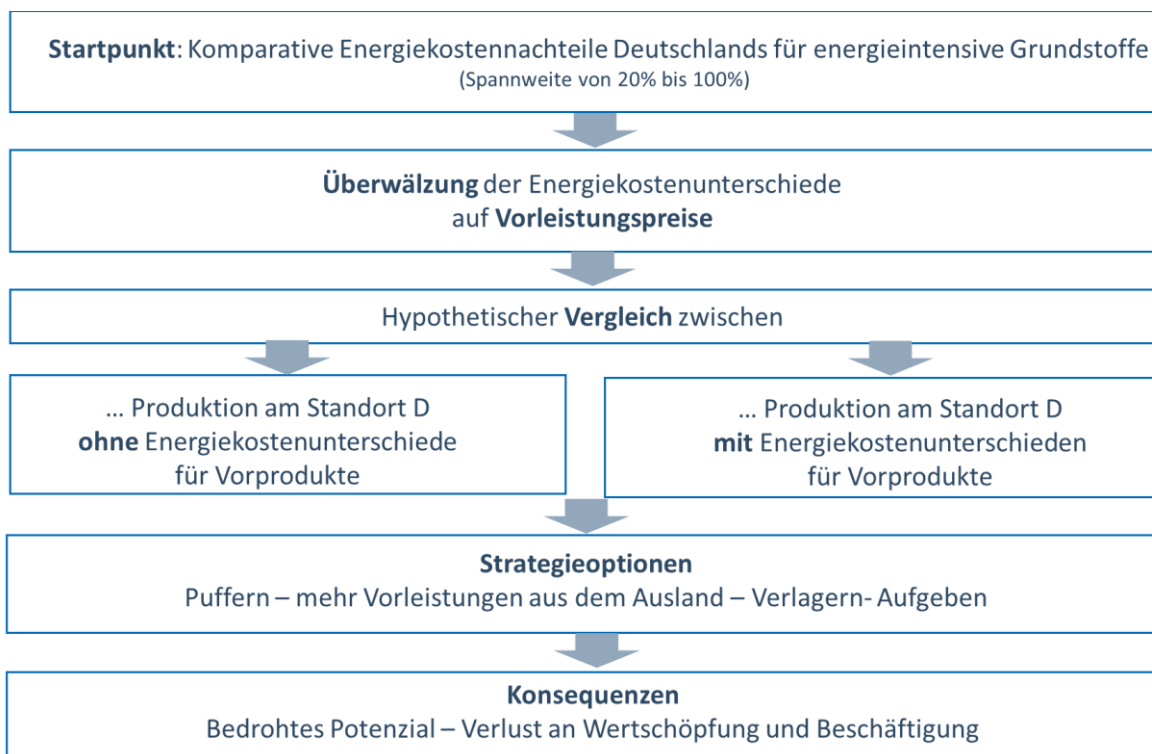 Startpunkt: Komparative Energiekostennachteile Deutschlands für energieintensive Grundstoffe
(Spannweite von 20% bis 100%)
Überwälzung der Energiekostenunterschiede
auf Vorleistungspreise
Hypothetischer Vergleich zwischen
... Produktion am Standort D
ohne Energiekostenunterschiede
für Vorprodukte
... Produktion am Standort D
mit Energiekostenunterschieden
für Vorprodukte
Strategieoptionen
Puffern – mehr Vorleistungen aus dem Ausland – Verlagern- Aufgeben
Konsequenzen
Bedrohtes Potenzial – Verlust an Wertschöpfung und Beschäftigung